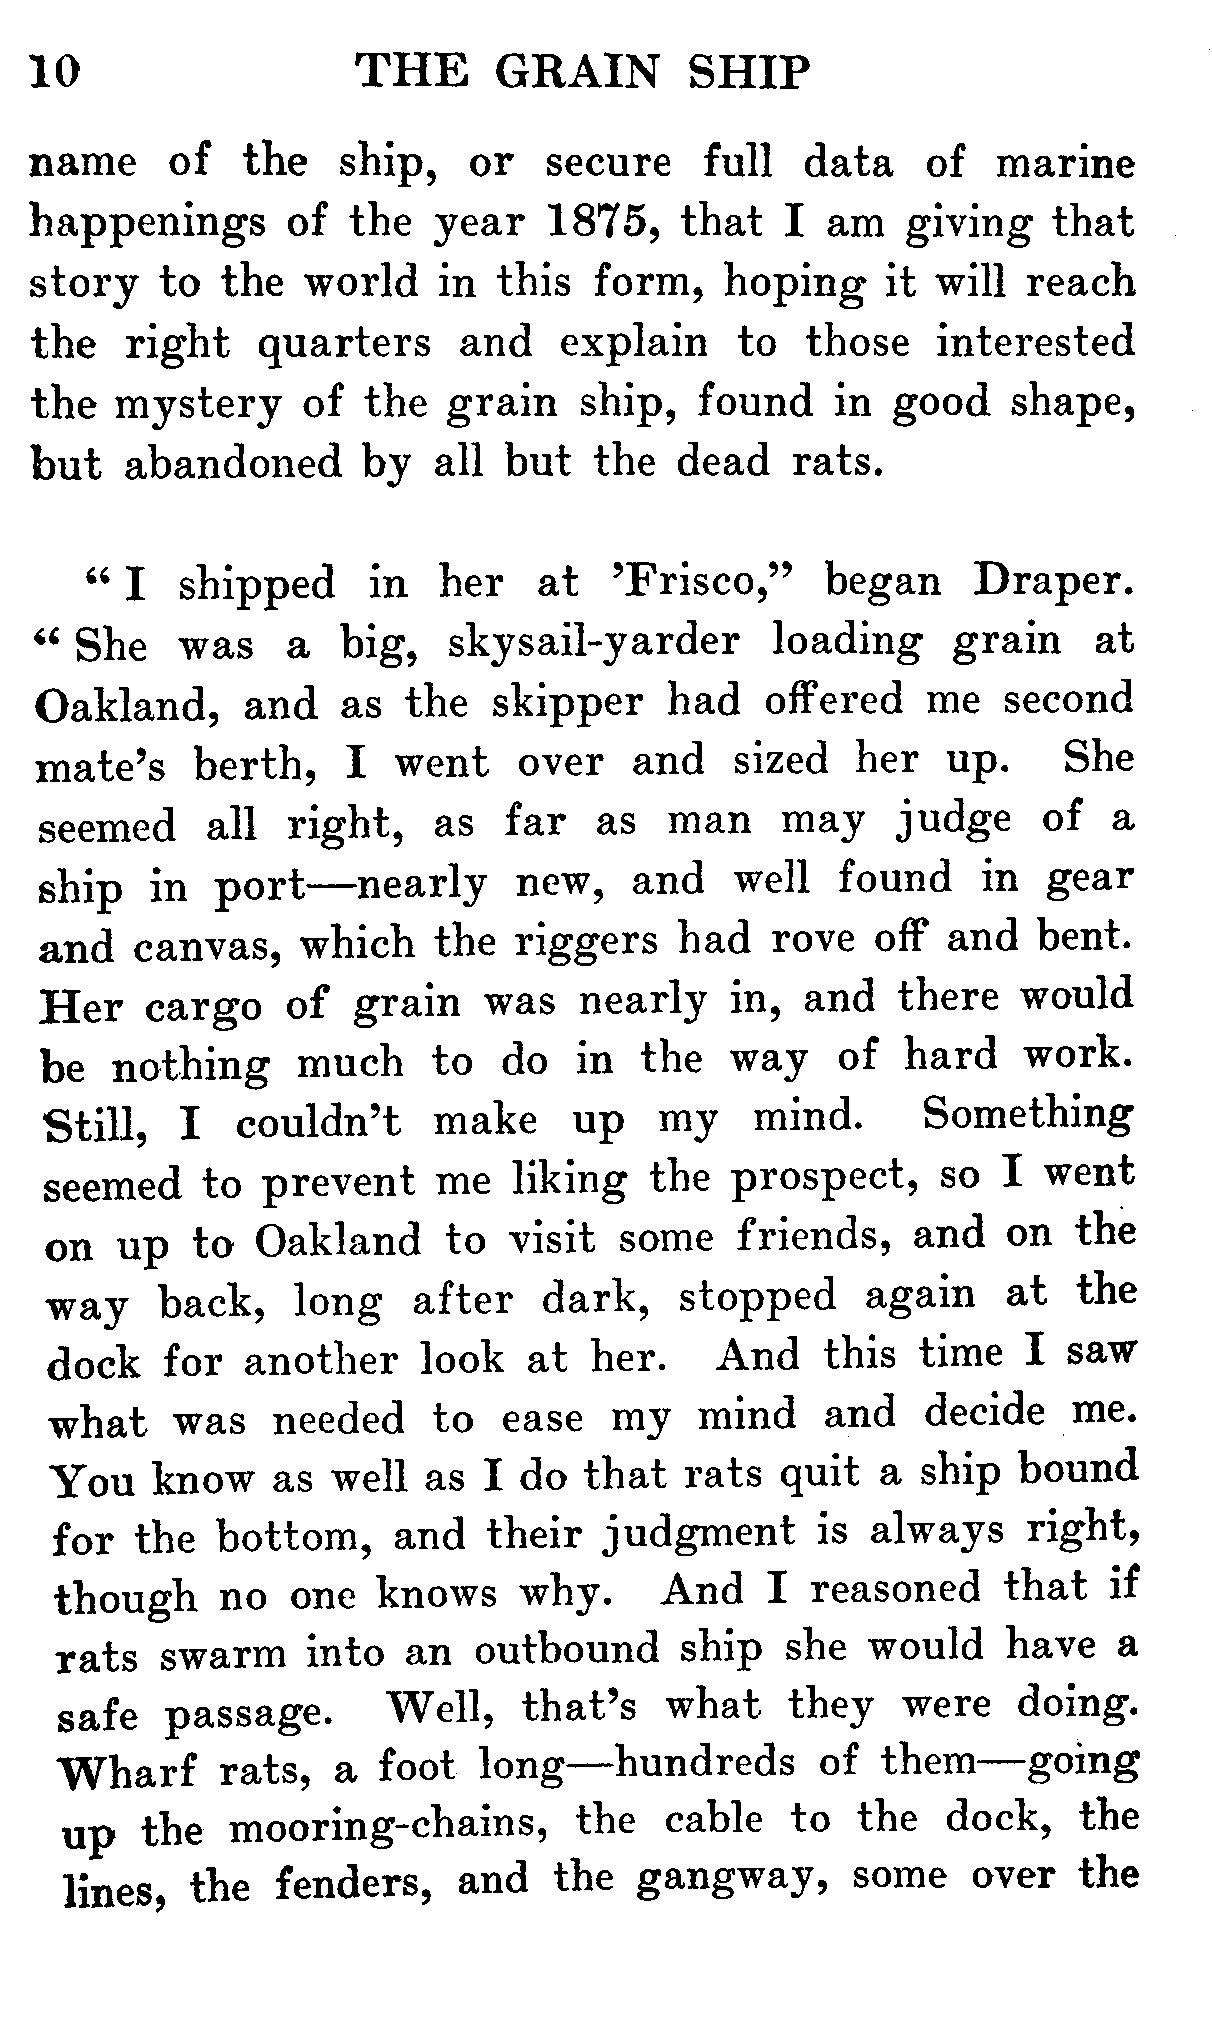 10 THE GRAIN SHIP
name of the ship, or secure full data of marine
happenings of the year 1875, that I am giving that
story to the world in this form, hoping it will reach
the right quarters and explain to those interested
the mystery of the grain ship, found in good shape,
but abandoned by all but the dead rats.
“ I shipped in her at ’Frisco,” began Draper.
“ She was a big, skysail-yarder loading grain at
Oakland, and as the skipper had offered me second
mate’s berth, I went over and sized her up. She
seemed all right, as far as man may judge of a
ship in port—nearly new, and well found in gear
and canvas, which the riggers had rove off and bent.
Her cargo of grain was nearly in, and there would
be nothing much to do in the way of hard work.
Still, I couldn’t make up my mind. Something
seemed to prevent me liking the prospect, so I went
on up to Oakland to visit some friends, and on the
way back, long after dark, stopped again at the
dock for another look at her. And this time I saw
what was needed to ease my mind and decide me.
You know as well as I do that rats quit a ship bound
for the bottom, and their judgment is always right,
though no one knows why. And I reasoned that if
rats swarm into an outbound ship she would have a
safe passage. Well, that’s what they were doing.
Wharf rats, a foot long—hundreds of them—going
up the mooring-chains, the cable to the dock, the
lines, the fenders, and the gangway, some over the